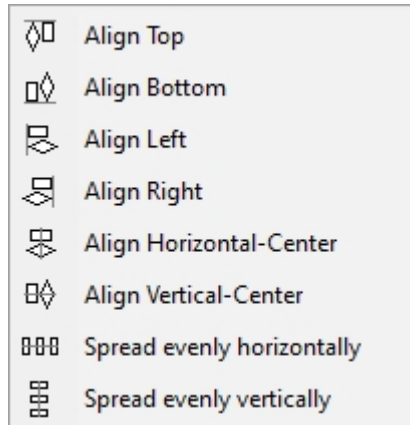 Align Top
Align Bottom
Align Left
Align Right
Align Horizontal-Center
Align Vertical-Center
Spread evenly horizontally
Spread evenly vertically